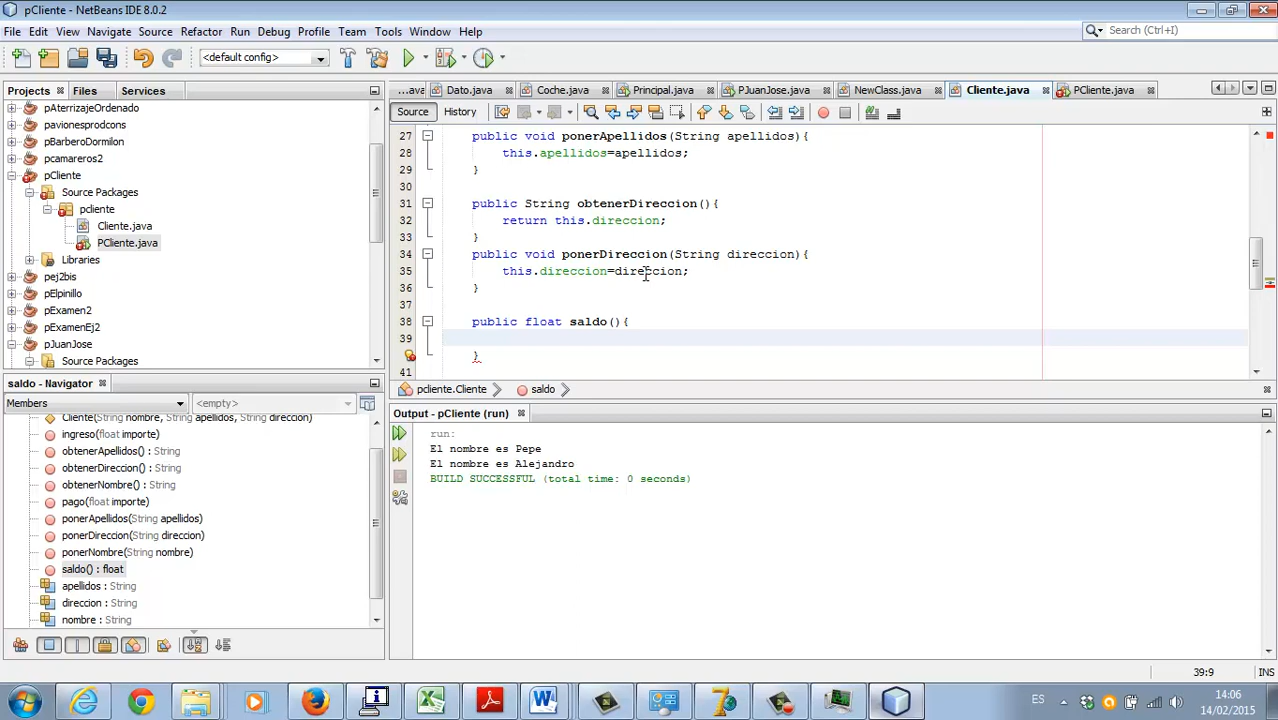 pCliente - NetBeans IDE 8.0.2
File Edit View Navigate Source Refactor Run Debug Profile Team Tools Window Help
Search (Ctrl+I)
<default config>
Projects Files Services
...ava Dato.java Coche.java Principal.java PJuanJose.java NewClass.java Cliente.java PCliente.java
Source History
pAterrizajeOrdenado
pavionesprodcons
pBarberoDormilon
pcamareros2
pCliente
Source Packages
pcliente
Cliente.java
PCliente.java
Libraries
pej2bis
pElpinillo
pExamen2
pExamenEj2
pJuanJose
Source Packages
27 public void ponerApellidos(String apellidos){
28 this.apellidos=apellidos;
29 }
30
31 public String obtenerDireccion(){
32 return this.direccion;
33 }
34 public void ponerDireccion(String direccion){
35 this.direccion=direccion;
36 }
37
38 public float saldo(){
39
}
41
pcliente.Cliente saldo
saldo - Navigator
Members <empty>
Cliente(String nombre, String apellidos, String direccion)
ingreso(float importe)
obtenerApellidos() : String
obtenerDireccion() : String
obtenerNombre() : String
pago(float importe)
ponerApellidos(String apellidos)
ponerDireccion(String direccion)
ponerNombre(String nombre)
saldo() : float
apellidos : String
direccion : String
nombre : String
Output - pCliente (run)
run:
El nombre es Pepe
El nombre es Alejandro
BUILD SUCCESSFUL (total time: 0 seconds)
39:9 INS
ES
14:06
14/02/2015